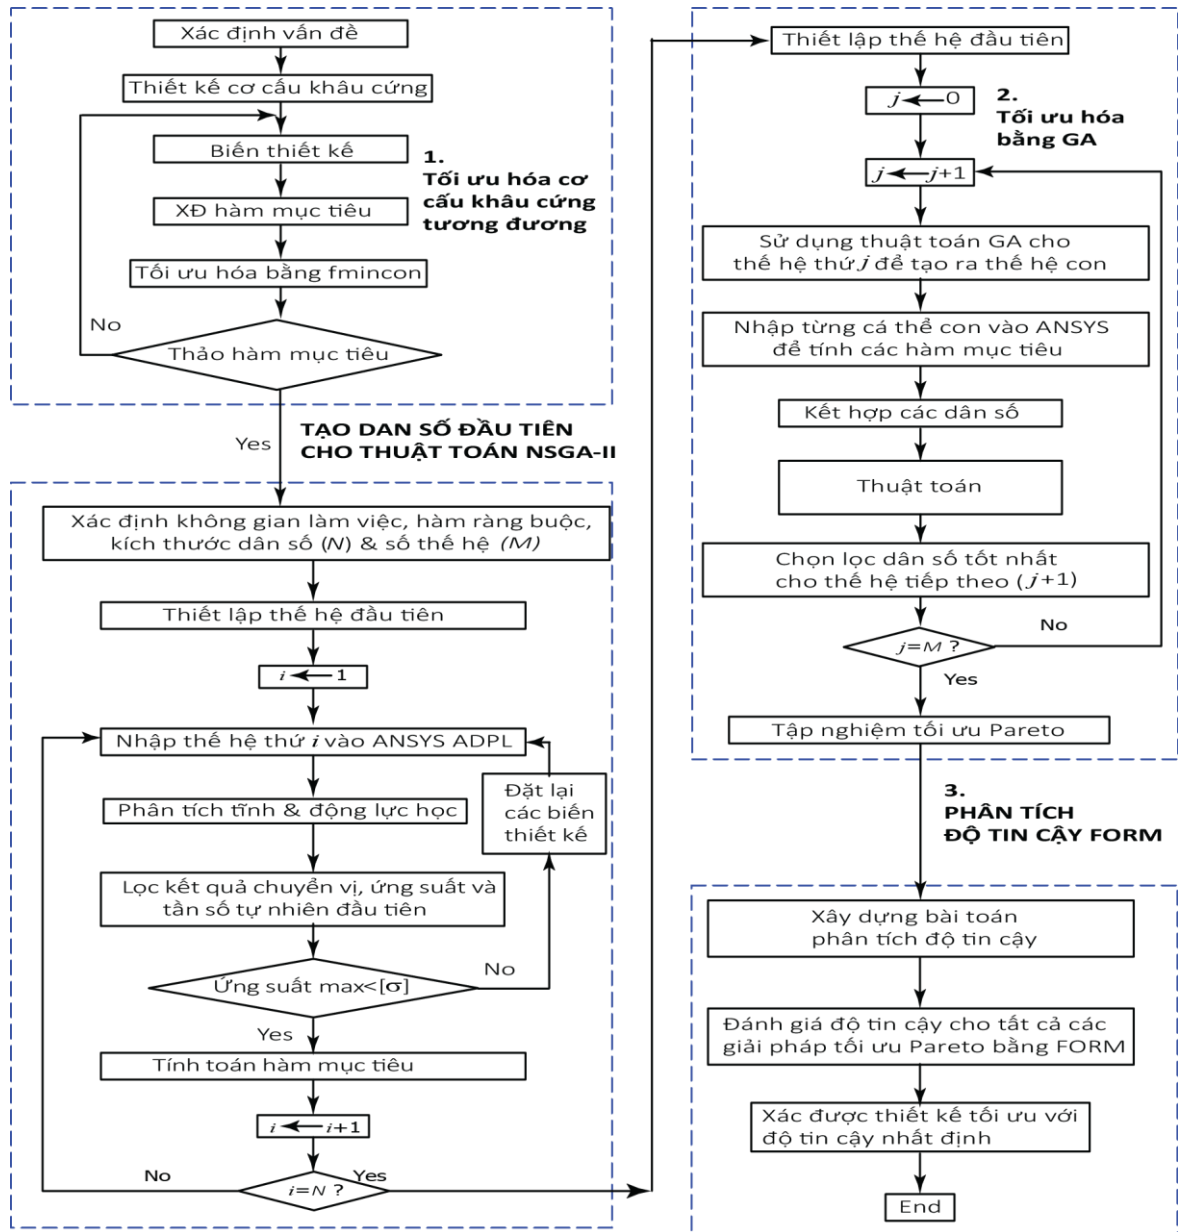 Xác định vấn đề
Thiết kế cơ cấu khâu cứng
Biến thiết kế
XĐ hàm mục tiêu
Tối ưu hóa bằng fmincon
No
Thảo hàm mục tiêu
1.
Tối ưu hóa cơ
cấu khâu cứng
tương đương
Yes
TẠO DAN SỐ ĐẦU TIÊN
CHO THUẬT TOÁN NSGA-II
Xác định không gian làm việc, hàm ràng buộc,
kích thước dân số (N) & số thế hệ (M)
Thiết lập thế hệ đầu tiên
i ← 1
Nhập thế hệ thứ i vào ANSYS ADPL
Phân tích tĩnh & động lực học
Đặt lại
các biến
thiết kế
Lọc kết quả chuyển vị, ứng suất và
tần số tự nhiên đầu tiên
Ứng suất max<[σ]
No
Yes
Tính toán hàm mục tiêu
i ← i+1
No
Yes
i=N ?
Thiết lập thế hệ đầu tiên
j ← 0
2.
Tối ưu hóa
bằng GA
j ← j+1
Sử dụng thuật toán GA cho
thế hệ thứ j để tạo ra thế hệ con
Nhập từng cá thể con vào ANSYS
để tính các hàm mục tiêu
Kết hợp các dân số
Thuật toán
Chọn lọc dân số tốt nhất
cho thế hệ tiếp theo (j+1)
j=M ?
No
Yes
Tập nghiệm tối ưu Pareto
3.
PHÂN TÍCH
ĐỘ TIN CẬY FORM
Xây dựng bài toán
phân tích độ tin cậy
Đánh giá độ tin cậy cho tất cả các
giải pháp tối ưu Pareto bằng FORM
Xác được thiết kế tối ưu với
độ tin cậy nhất định
End